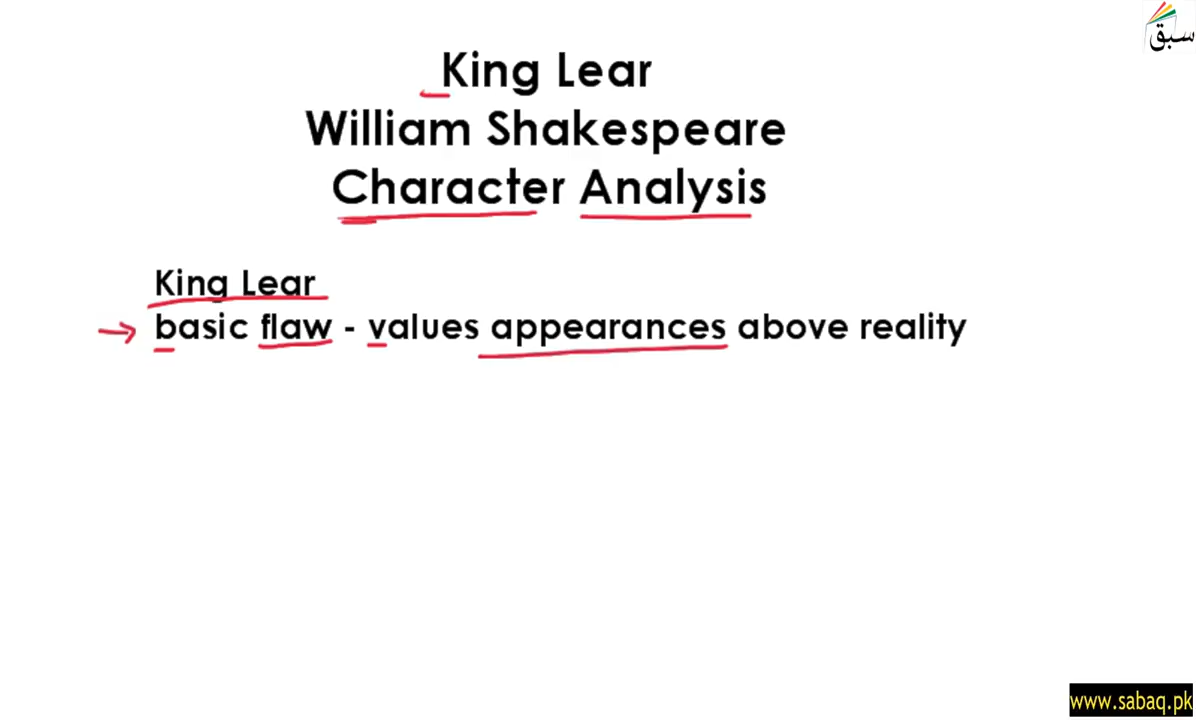 سبق
King Lear
William Shakespeare
Character Analysis
King Lear
basic flaw - values appearances above reality
www.sabaq.pk